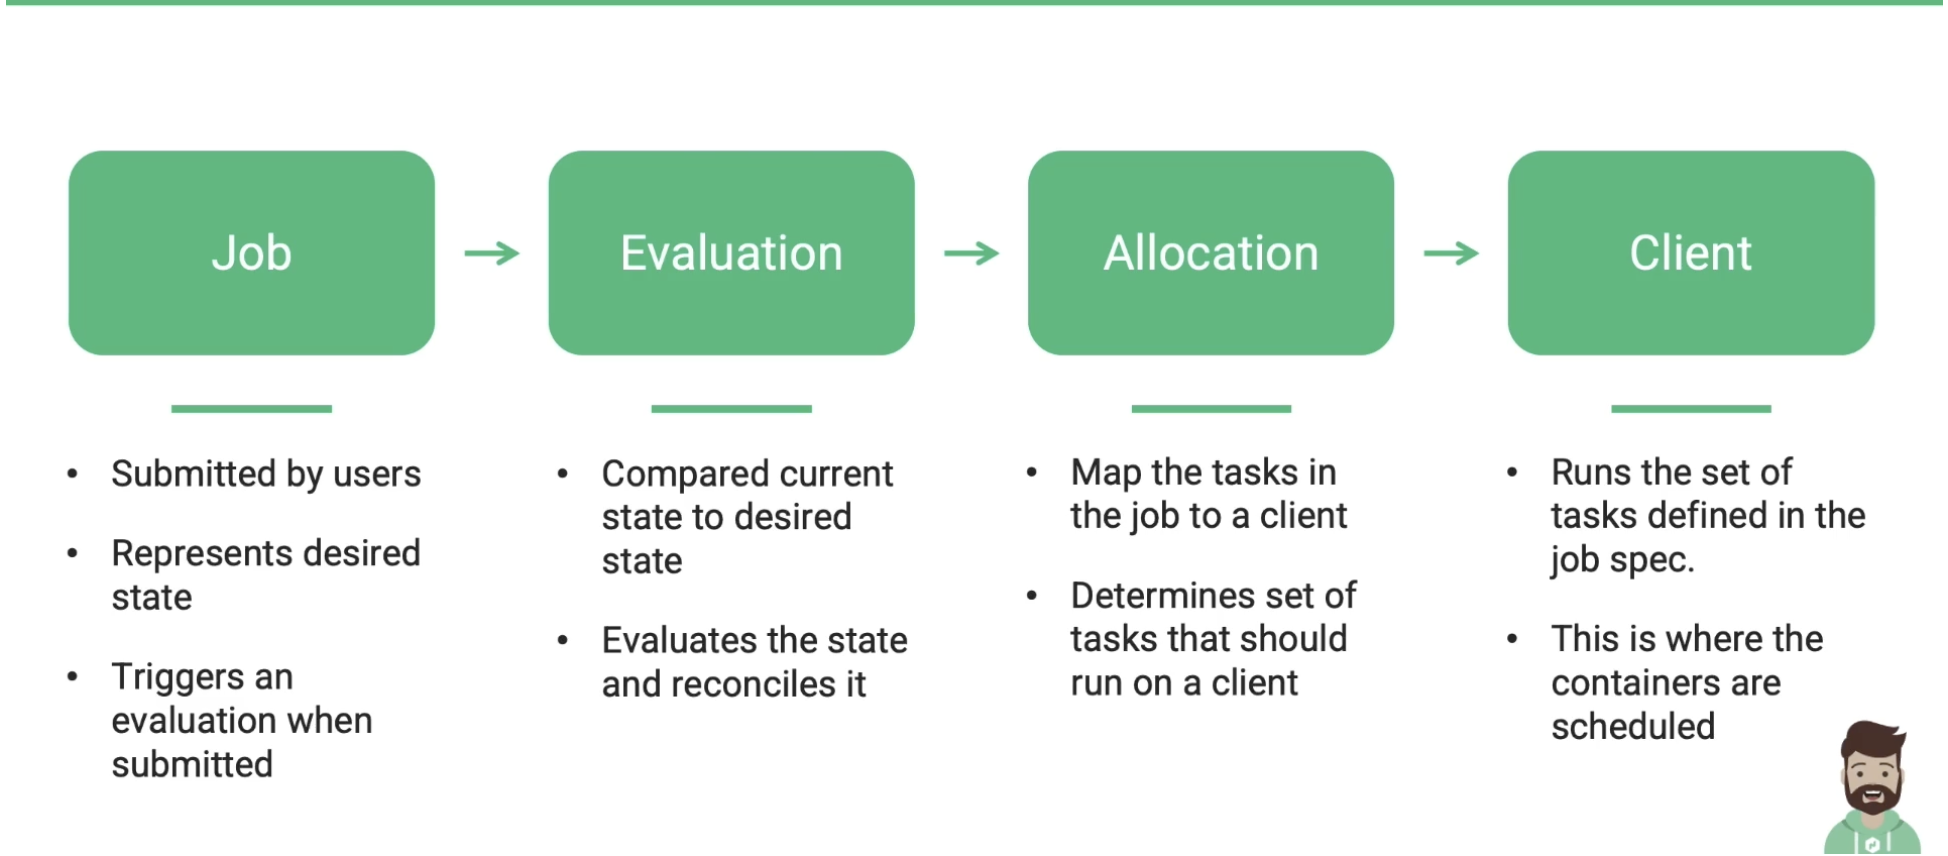 Job
Evaluation
Allocation
Client
• Submitted by users
• Represents desired
state
• Triggers an
evaluation when
submitted
• Compared current
state to desired
state
• Evaluates the state
and reconciles it
• Map the tasks in
the job to a client
• Determines set of
tasks that should
run on a client
• Runs the set of
tasks defined in the
job spec.
• This is where the
containers are
scheduled